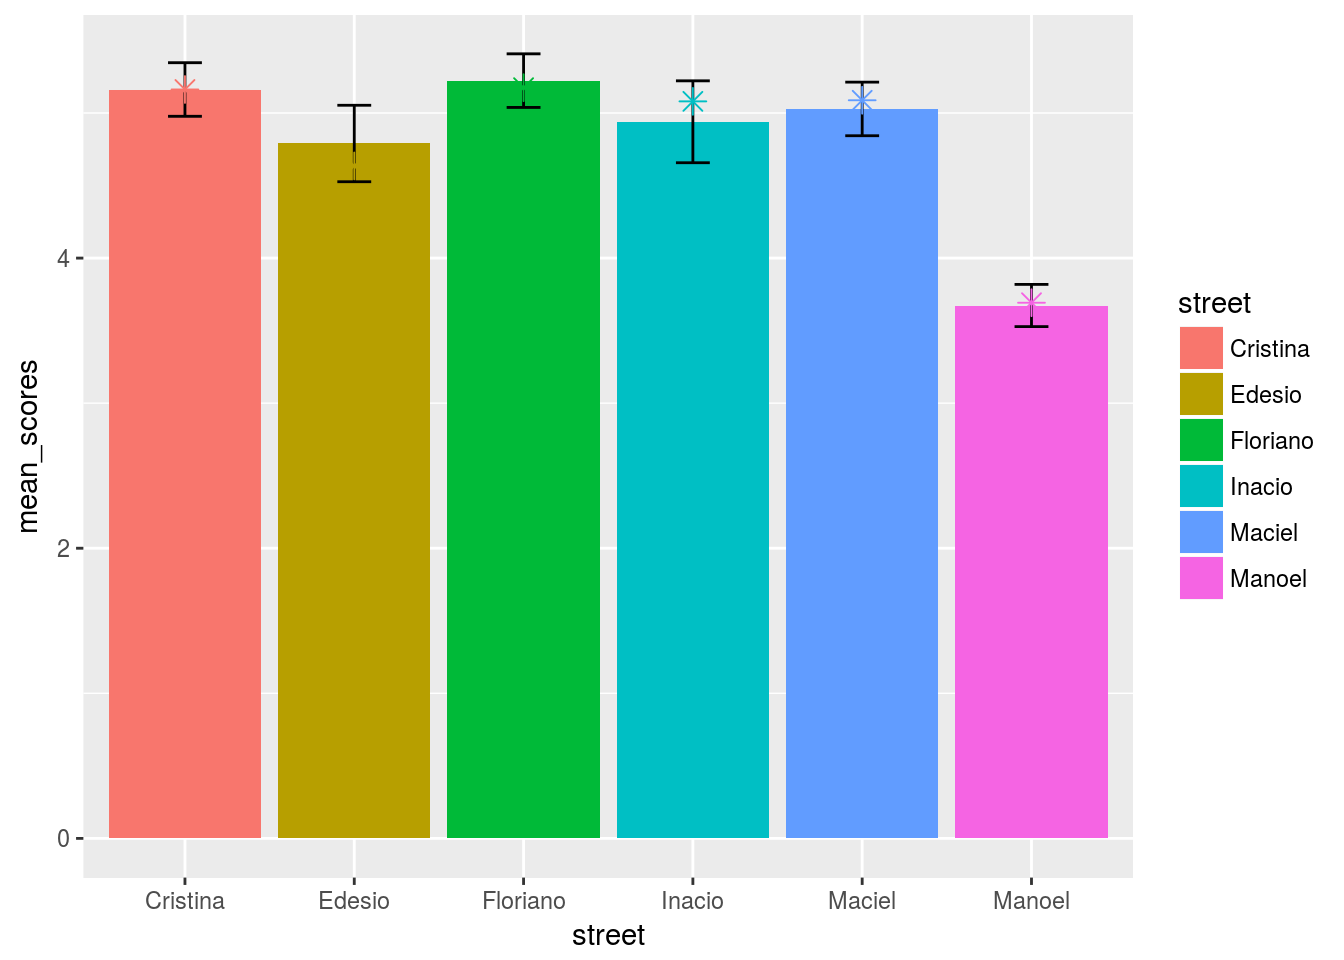 mean_scores
4
2
0
Cristina
Edesio
Floriano
Inacio
Maciel
Manoel
street
street
Cristina
Edesio
Floriano
Inacio
Maciel
Manoel